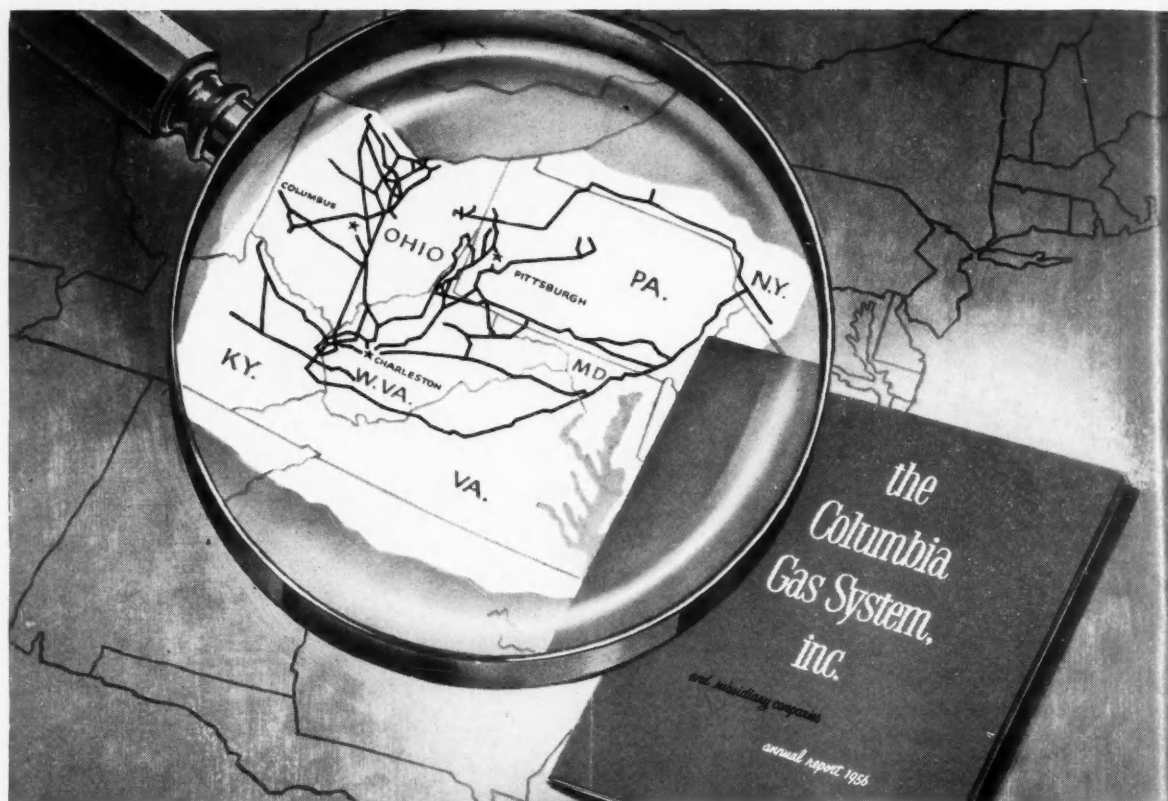 COLUMBUS
OHIO
PITTSBURGH
PA.
N.Y.
KY.
CHARLESTON
W.VA.
MD
VA.
the
Columbia
Gas System,
inc.
and subsidiary companies
annual report 1956